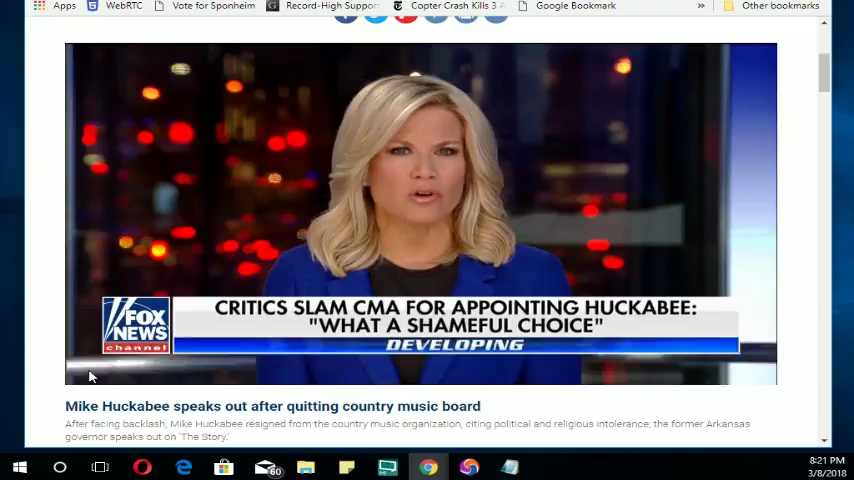 Apps WebRTC Vote for Sponheim Record-High Suppor Copter Crash Kills 3 A Google Bookmark » Other bookmarks
FOX
NEWS
channel
CRITICS SLAM CMA FOR APPOINTING HUCKABEE:
"WHAT A SHAMEFUL CHOICE"
DEVELOPING
Mike Huckabee speaks out after quitting country music board
After facing backlash, Mike Huckabee resigned from the country music organization, citing political and religious intolerance; the former Arkansas
governor speaks out on 'The Story.'
60
8:21 PM
3/8/2018